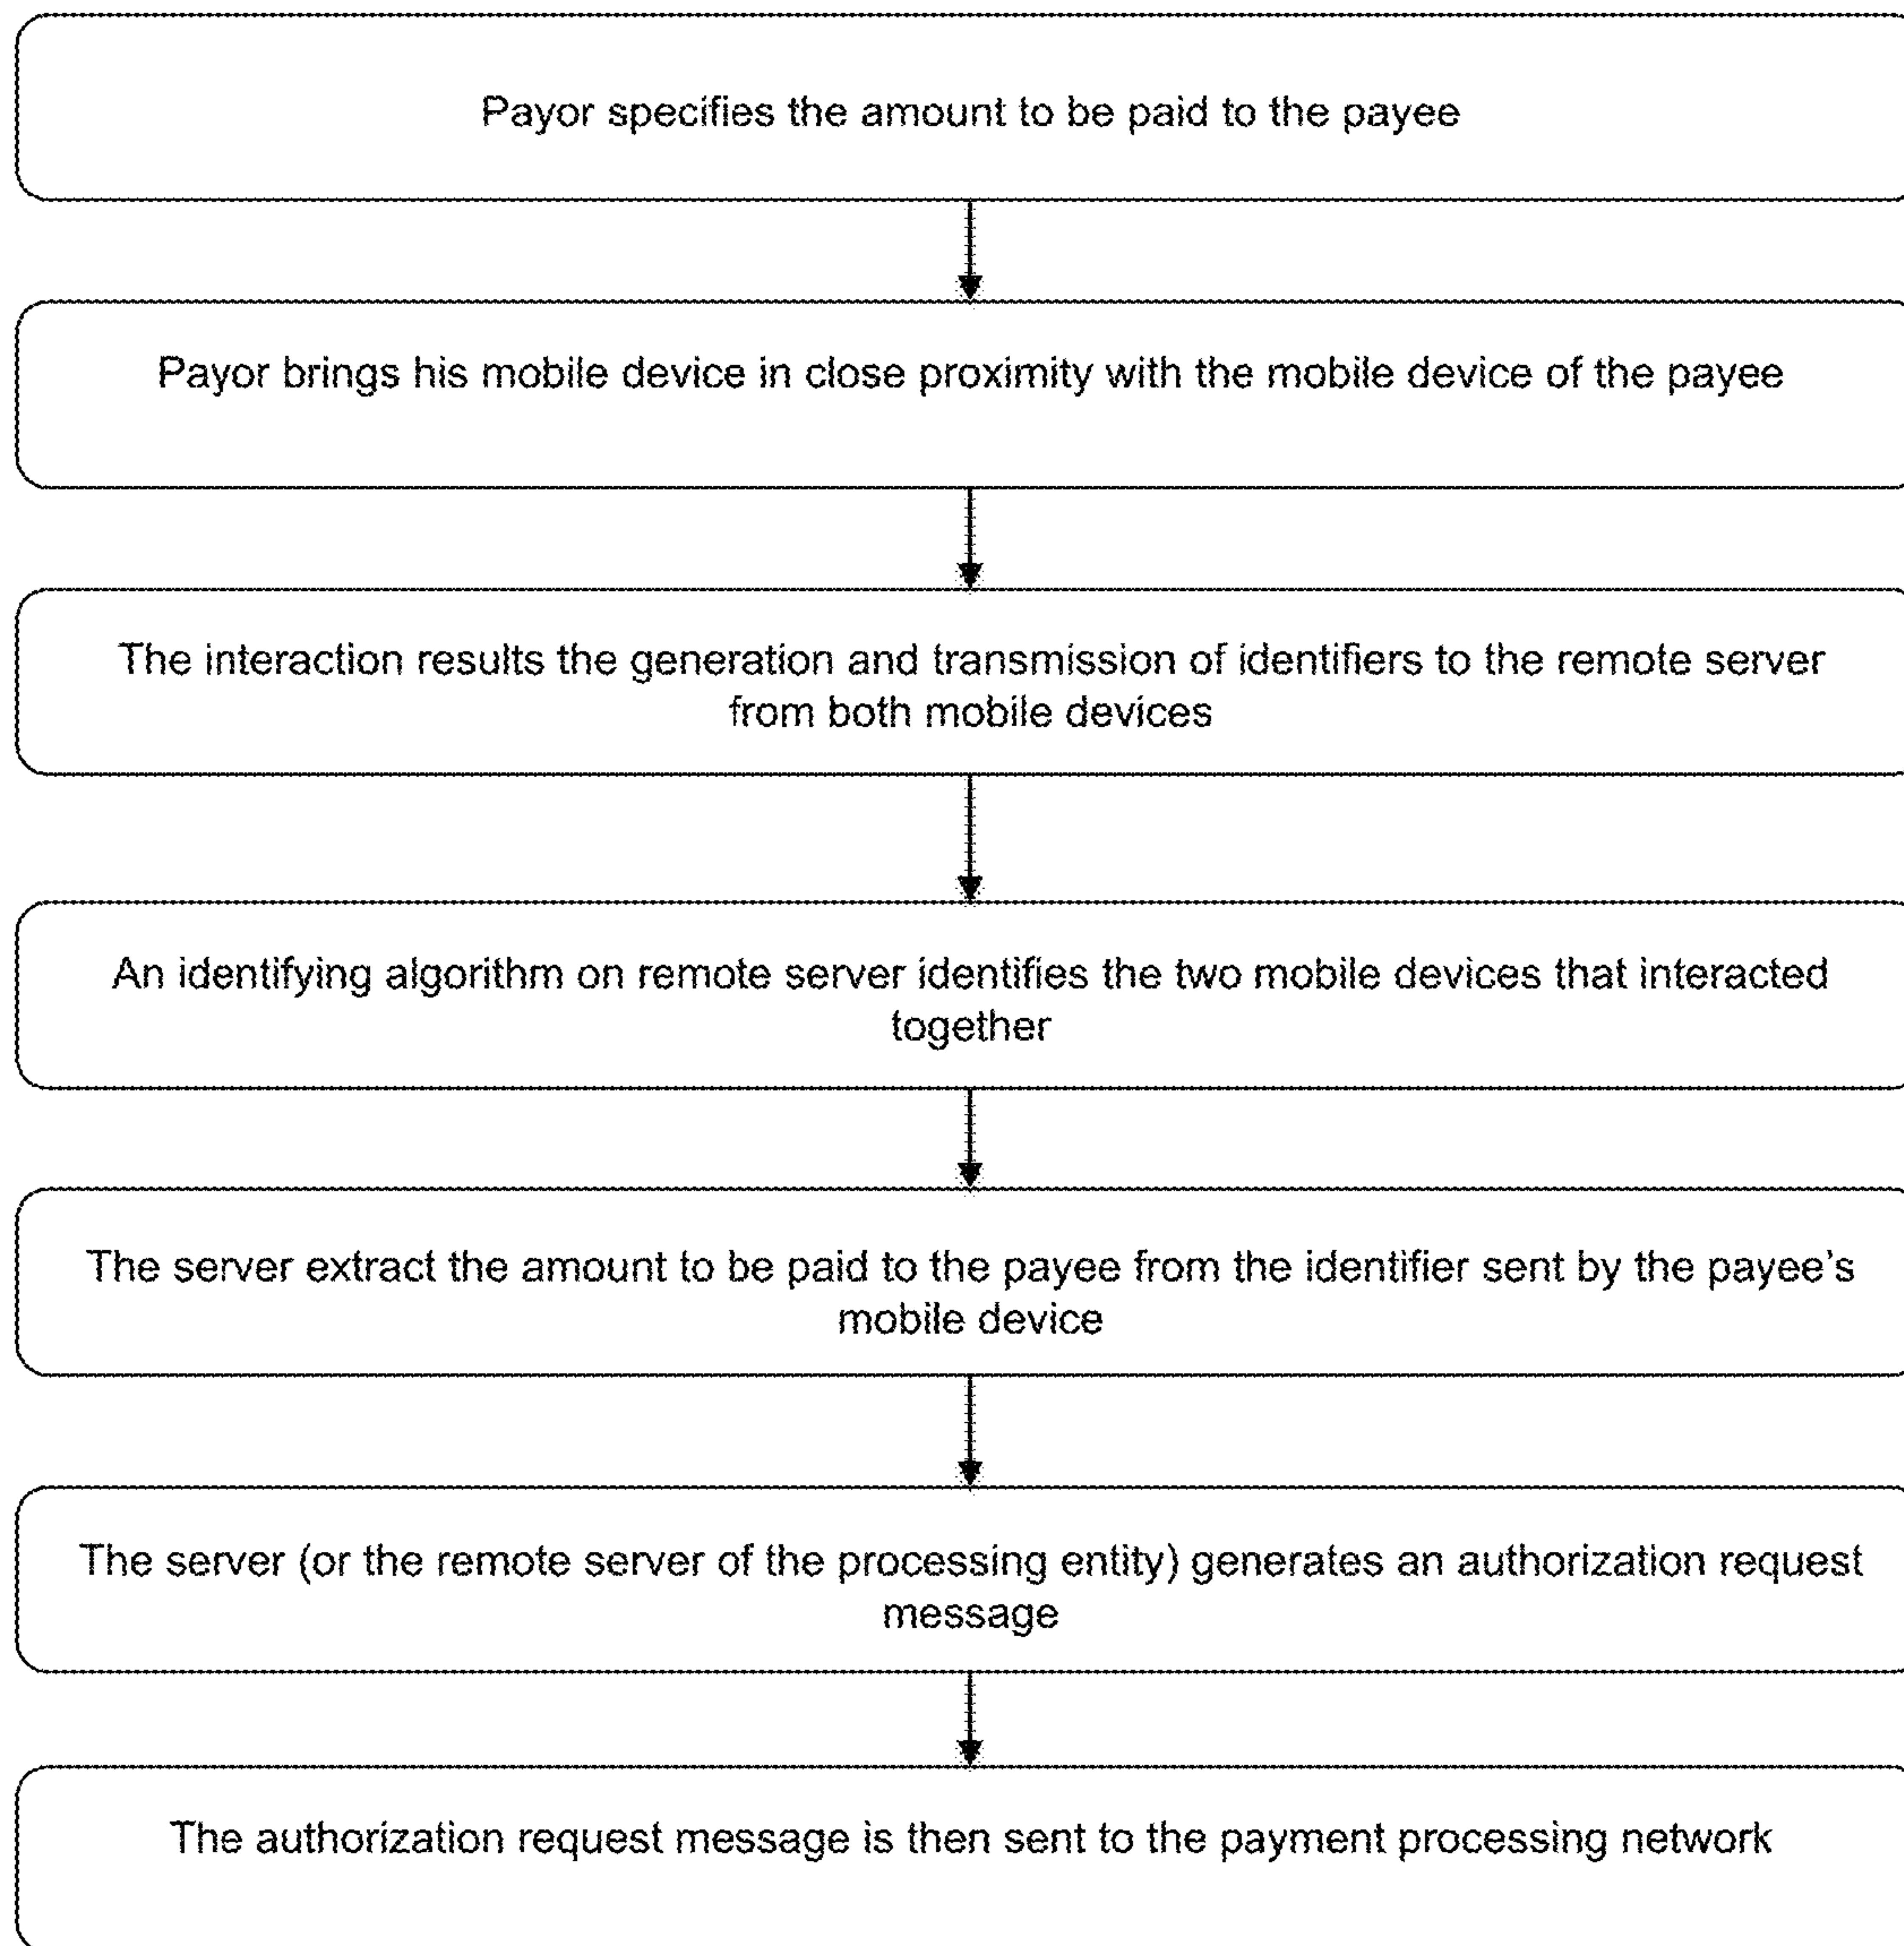 Payor specifies the amount to be paid to the payee
Payor brings his mobile device in close proximity with the mobile device of the payee
The interaction results the generation and transmission of identifiers to the remote server
from both mobile devices
An identifying algorithm on remote server identifies the two mobile devices that interacted
together
The server extract the amount to be paid to the payee from the identifier sent by the payee's
mobile device
The server (or the remote server of the processing entity) generates an authorization request
message
The authorization request message is then sent to the payment processing network